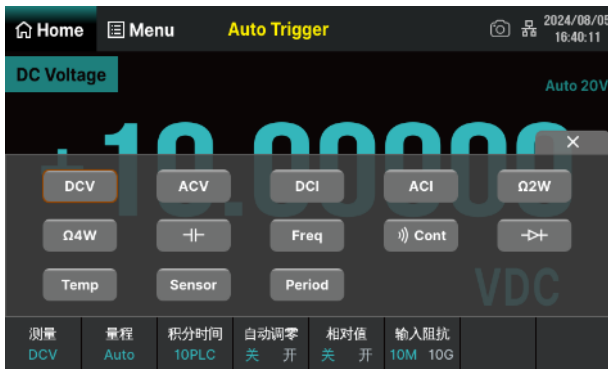 Home Menu Auto Trigger 2024/08/05
16:40:11
DC Voltage
Auto 20V
DCV ACV DCI ACI Ω2W
Ω4W Freq Cont
Temp Sensor Period
VDC
测量 量程 积分时间 自动调零 相对值 输入阻抗
DCV Auto 10PLC 关 开 关 开 10M 10G